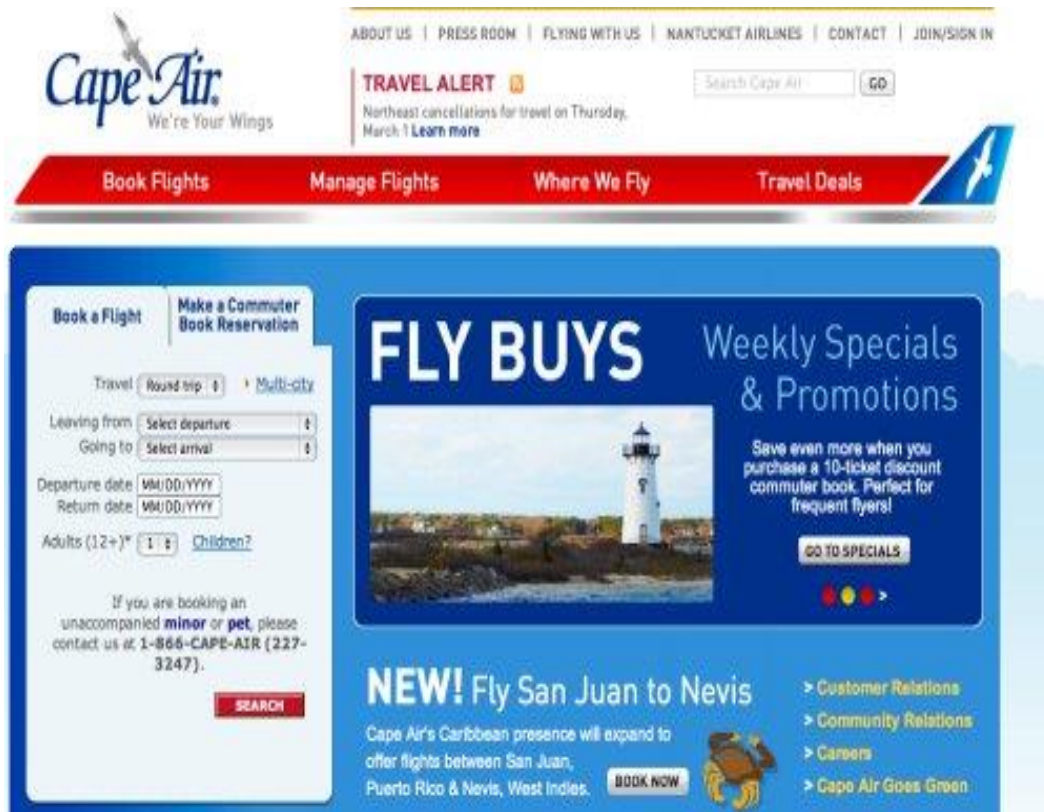 Cape Air.
We're Your Wings
ABOUT US | PRESS ROOM | FLYING WITH US | NANTUCKET AIRLINES | CONTACT | JOIN/SIGN IN
TRAVEL ALERT
Northeast cancellations for travel on Thursday,
March 1 Learn more
Search Cape Air
GO
Book Flights
Manage Flights
Where We Fly
Travel Deals
Book a Flight
Make a Commuter
Book Reservation
Travel Round trip Multi-city
Leaving from Select departure
Going to Select arrival
Departure date MM/DD/YYYY
Return date MM/DD/YYYY
Adults (12+)* 1 Children?
If you are booking an
unaccompanied minor or pet, please
contact us at 1-866-CAPE-AIR (227-
3247).
SEARCH
FLY BUYS
Weekly Specials
& Promotions
Save even more when you
purchase a 10-ticket discount
commuter book. Perfect for
frequent flyers!
GO TO SPECIALS
>
NEW! Fly San Juan to Nevis
Cape Air's Caribbean presence will expand to
offer flights between San Juan,
Puerto Rico & Nevis, West Indies.
BOOK NOW
> Customer Relations
> Community Relations
> Careers
> Cape Air Goes Green